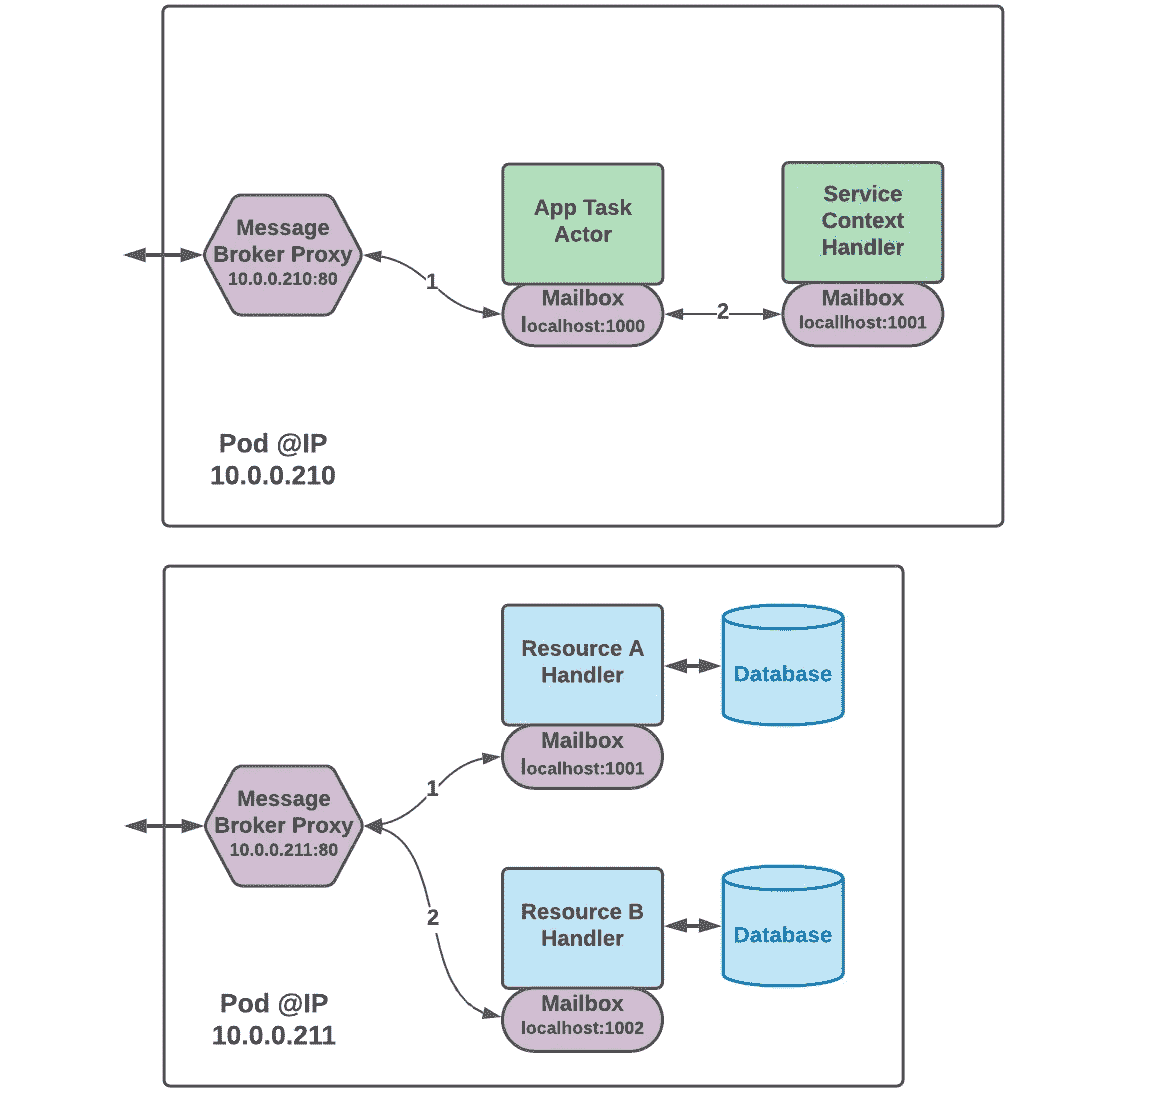 Message
Broker Proxy
10.0.0.210:80
1
App Task
Actor
Mailbox
localhost:1000
2
Service
Context
Handler
Mailbox
locallhost:1001
Pod @IP
10.0.0.210
Message
Broker Proxy
10.0.0.211:80
1
2
Resource A
Handler
Mailbox
localhost:1001
Database
Resource B
Handler
Mailbox
localhost:1002
Database
Pod @IP
10.0.0.211